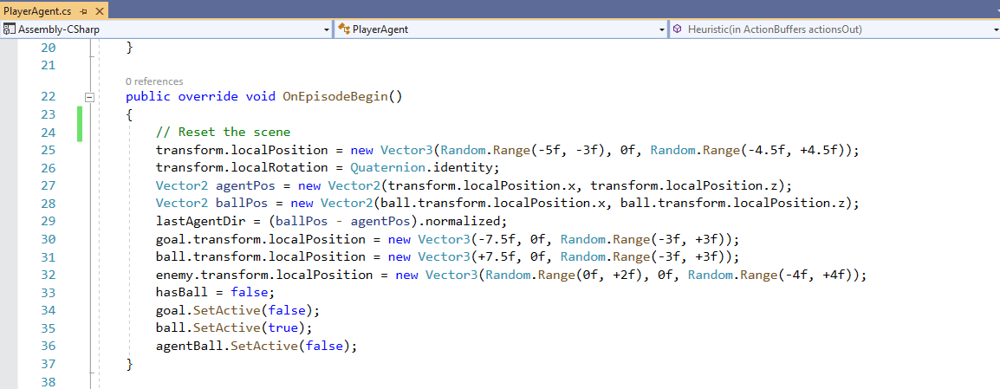 PlayerAgent.cs
Assembly-CSharp PlayerAgent Heuristic(in ActionBuffers actionsOut)
20 }
21
0 references
22 public override void OnEpisodeBegin()
23 {
24 // Reset the scene
25 transform.localPosition = new Vector3(Random.Range(-5f, -3f), 0f, Random.Range(-4.5f, +4.5f));
26 transform.localRotation = Quaternion.identity;
27 Vector2 agentPos = new Vector2(transform.localPosition.x, transform.localPosition.z);
28 Vector2 ballPos = new Vector2(ball.transform.localPosition.x, ball.transform.localPosition.z);
29 lastAgentDir = (ballPos - agentPos).normalized;
30 goal.transform.localPosition = new Vector3(-7.5f, 0f, Random.Range(-3f, +3f));
31 ball.transform.localPosition = new Vector3(+7.5f, 0f, Random.Range(-3f, +3f));
32 enemy.transform.localPosition = new Vector3(Random.Range(0f, +2f), 0f, Random.Range(-4f, +4f));
33 hasBall = false;
34 goal.SetActive(false);
35 ball.SetActive(true);
36 agentBall.SetActive(false);
37 }
38